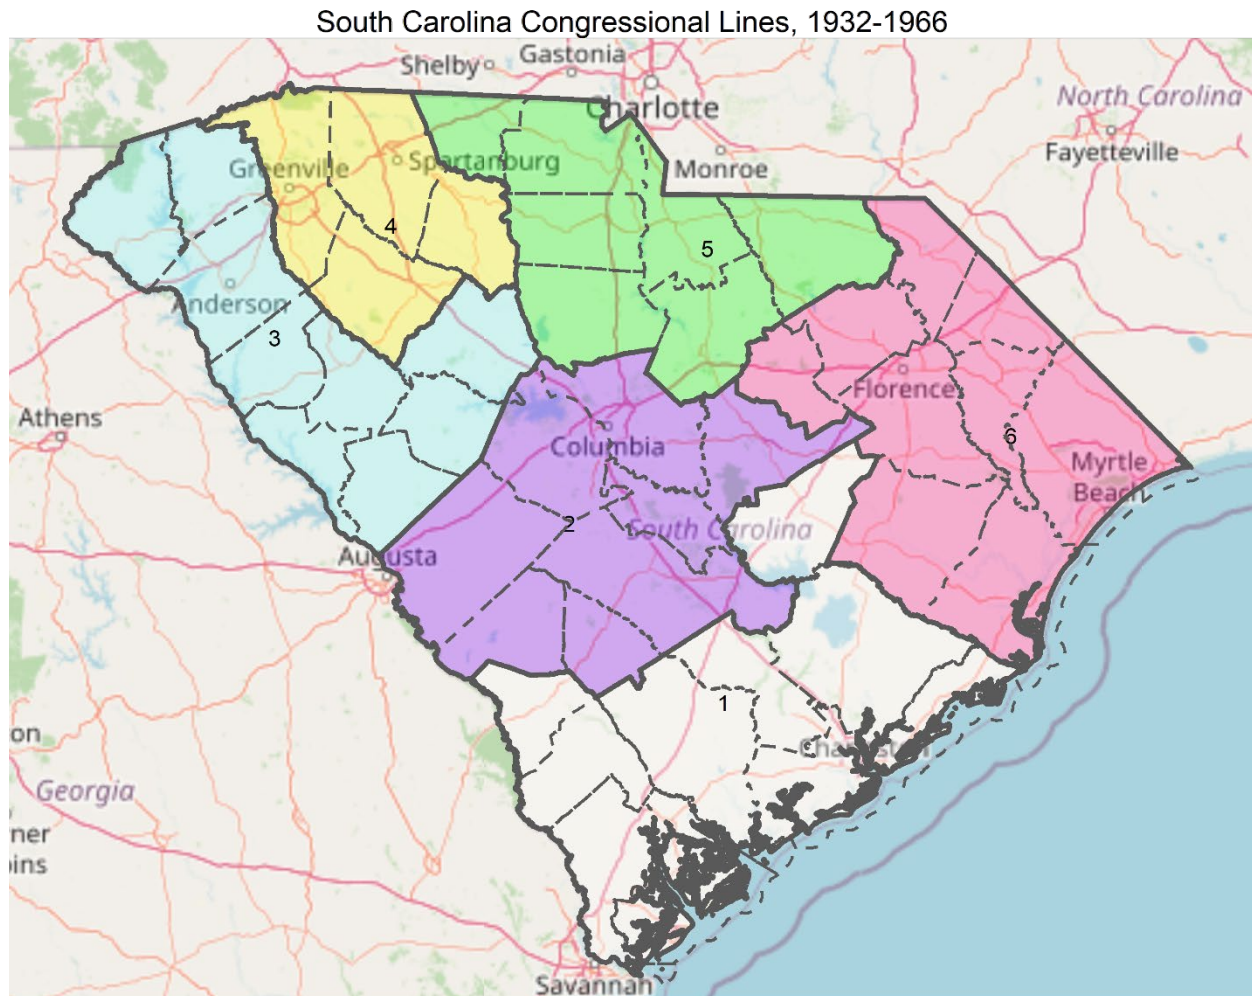 South Carolina Congressional Lines, 1932-1966
Gastonia
Shelby
Charlotte
North Carolina
Fayetteville
Monroe
Spartanburg
Greenville
4
5
Anderson
3
Florence
Athens
6
Columbia
Myrtle
Beach
2
South Carolina
Augusta
1
Charleston
on
Georgia
ner
ins
Savannah